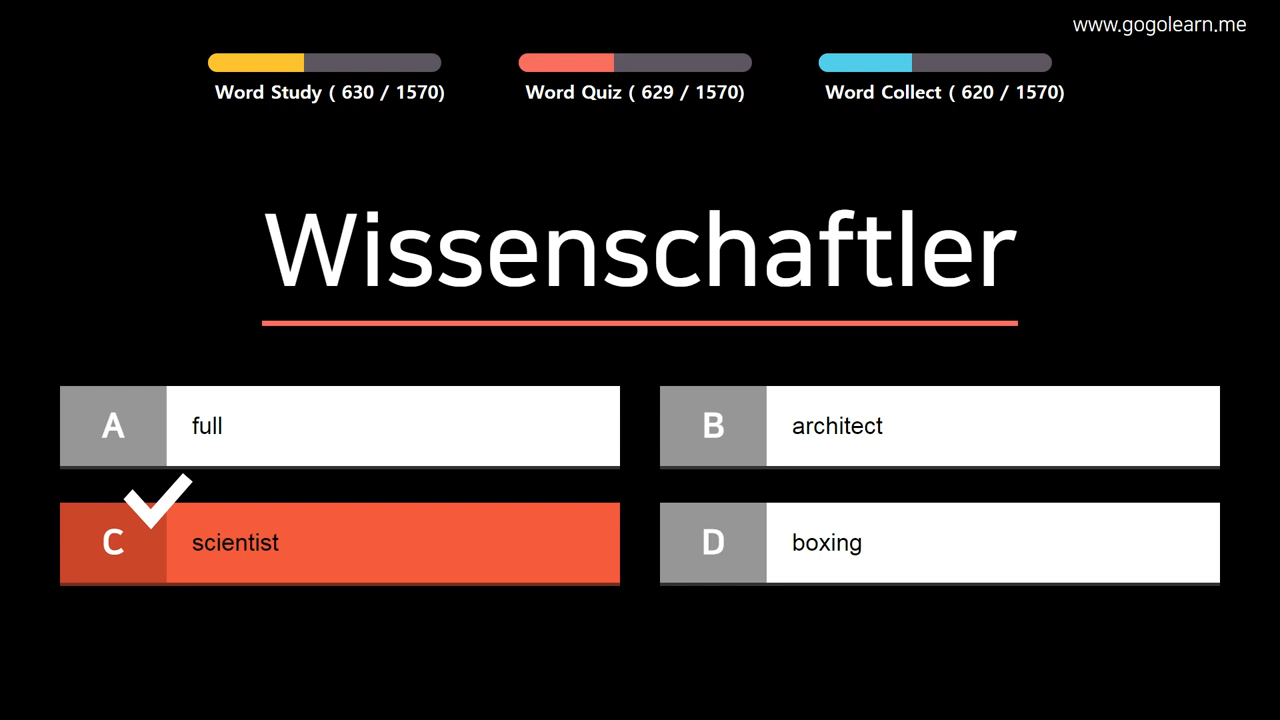 www.gogolearn.me
Word Study ( 630 / 1570)
Word Quiz ( 629 / 1570)
Word Collect ( 620 / 1570)
Wissenschaftler
A full
B architect
C scientist
D boxing